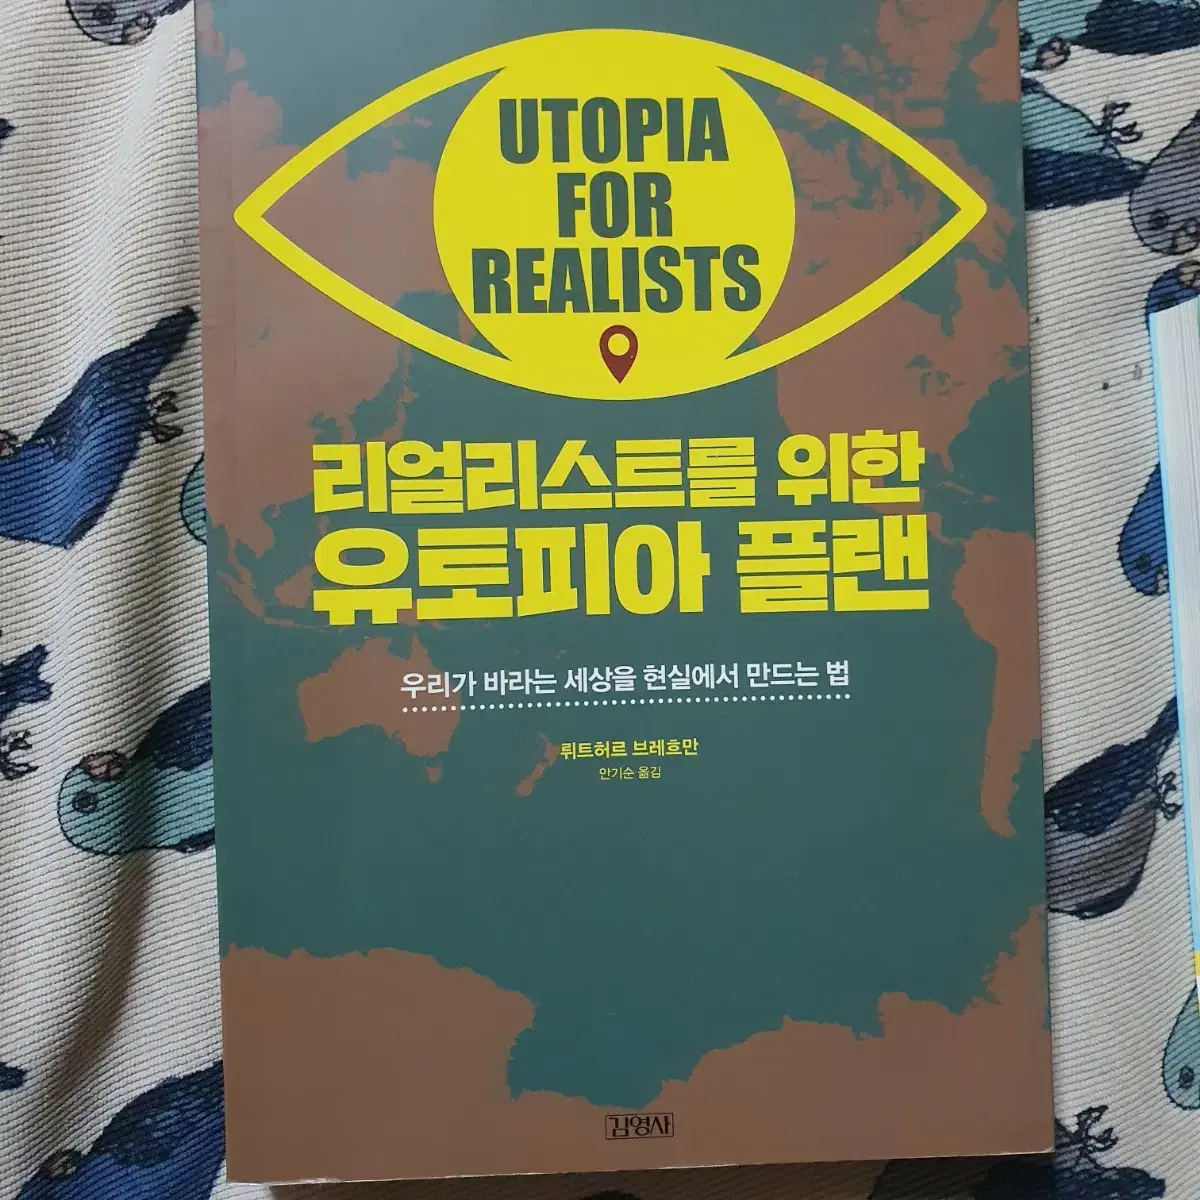 UTOPIA
FOR
REALISTS
리얼리스트를 위한
유토피아 플랜
우리가 바라는 세상을 현실에서 만드는 법
뤼트허르 브레흐만
안기순 옮김
김영사